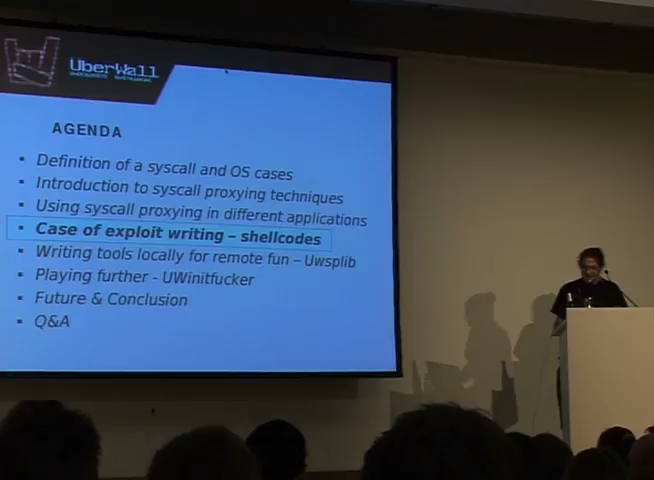 UberWall
AGENDA
Definition of a syscall and OS cases
Introduction to syscall proxying techniques
Using syscall proxying in different applications
Case of exploit writing – shellcodes
Writing tools locally for remote fun – Uwsplib
Playing further - UWinitfucker
Future & Conclusion
Q&A